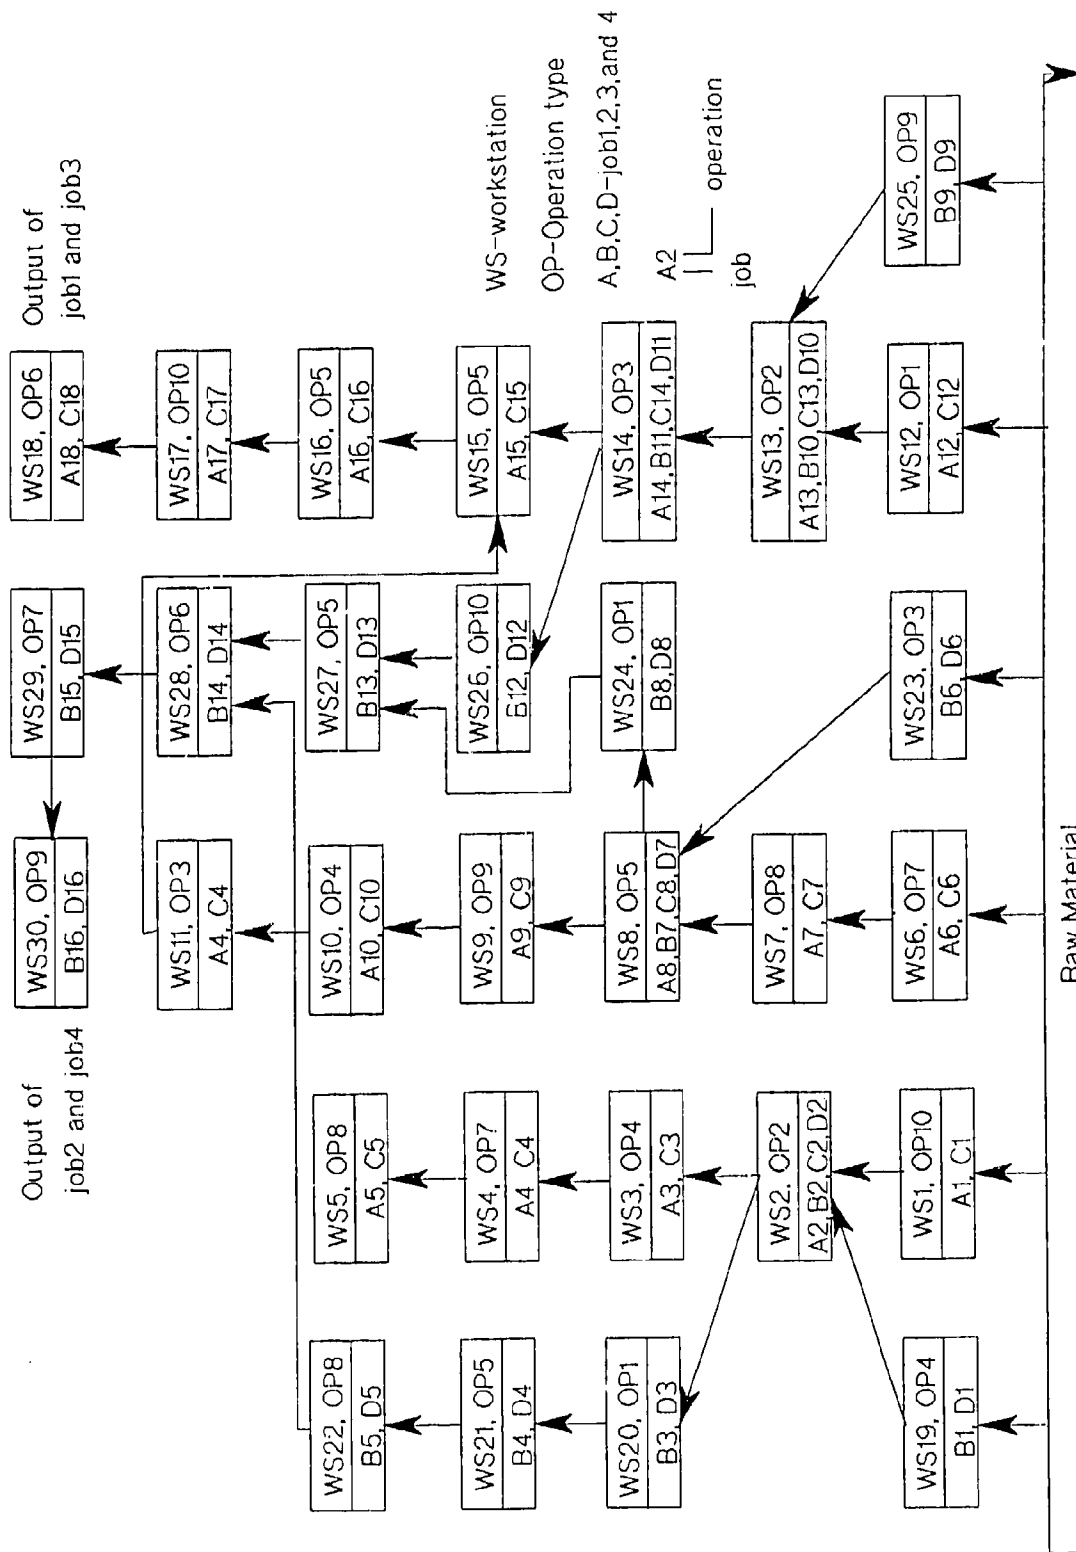 Output of
job2 and job4
WS30, OP9
B16, D16
WS29, OP7
B15, D15
WS18, OP6
A18, C18
Output of
job1 and job3
WS11, OP3
A4, C4
WS28, OP6
B14, D14
WS17, OP10
A17, C17
WS22, OP8
B5, D5
WS5, OP8
A5, C5
WS10, OP4
A10, C10
WS27, OP5
B13, D13
WS16, OP5
A16, C16
WS21, OP5
B4, D4
WS4, OP7
A4, C4
WS9, OP9
A9, C9
WS26, OP10
B12, D12
WS15, OP5
A15, C15
WS20, OP1
B3, D3
WS3, OP4
A3, C3
WS8, OP5
A8, B7, C8, D7
WS24, OP1
B8, D8
WS14, OP3
A14, B11, C14, D11
WS2, OP2
A2, B2, C2, D2
WS7, OP8
A7, C7
WS13, OP2
A13, B10, C13, D10
WS19, OP4
B1, D1
WS1, OP10
A1, C1
WS6, OP7
A6, C6
WS23, OP3
B6, D6
WS12, OP1
A12, C12
WS25, OP9
B9, D9
Raw Material
WS-workstation
OP-Operation type
A,B,C,D-job1,2,3,and 4
A2
operation
job